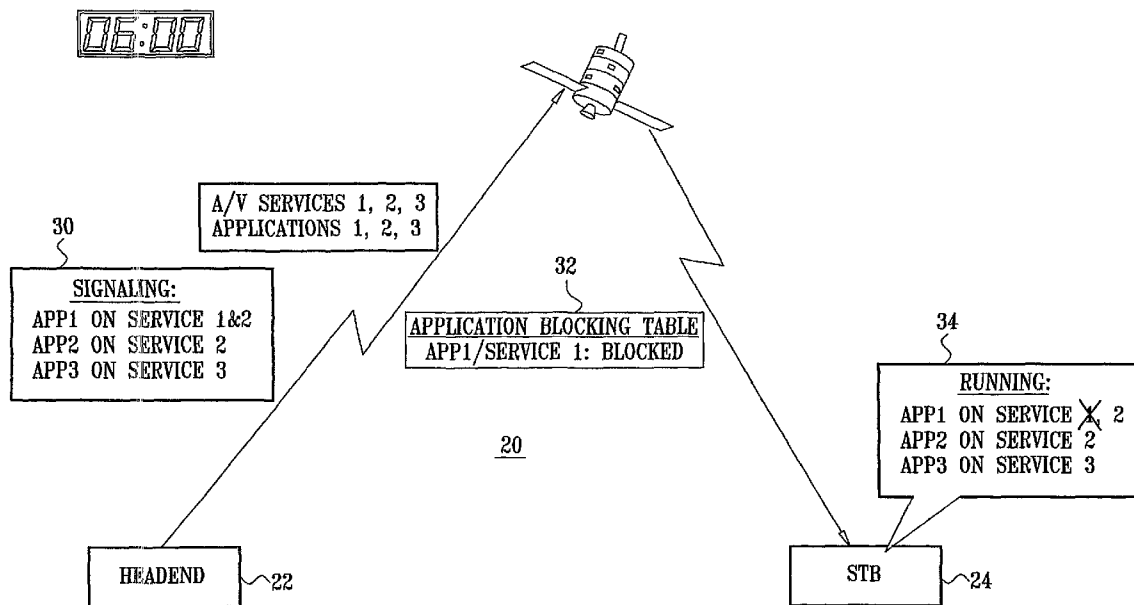 06:00
A/V SERVICES 1, 2, 3
APPLICATIONS 1, 2, 3
30
SIGNALING:
APP1 ON SERVICE 1&2
APP2 ON SERVICE 2
APP3 ON SERVICE 3
32
APPLICATION BLOCKING TABLE
APP1/SERVICE 1: BLOCKED
34
RUNNING:
APP1 ON SERVICE 1, 2
APP2 ON SERVICE 2
APP3 ON SERVICE 3
20
HEADEND
22
STB
24